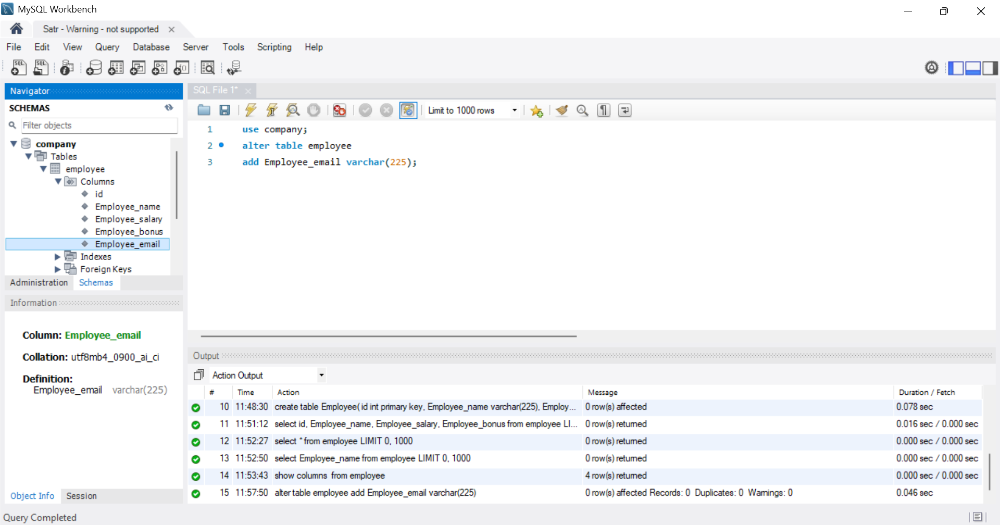 MySQL Workbench
Satr - Warning - not supported
File Edit View Query Database Server Tools Scripting Help
Navigator
SCHEMAS
Filter objects
company
Tables
employee
Columns
id
Employee_name
Employee_salary
Employee_bonus
Employee_email
Indexes
Foreign Keys
Administration Schemas
Information
Column: Employee_email
Collation: utf8mb4_0900_ai_ci
Definition:
Employee_email varchar(225)
Object Info Session
SQL File 1*
Limit to 1000 rows
1 use company;
2 alter table employee
3 add Employee_email varchar(225);
Output
Action Output
# Time Action Message Duration / Fetch
10 11:48:30 create table Employee( id int primary key, Employee_name varchar(225), Employ... 0 row(s) affected 0.078 sec
11 11:51:12 select id, Employee_name, Employee_salary, Employee_bonus from employee LI... 0 row(s) returned 0.016 sec / 0.000 sec
12 11:52:27 select * from employee LIMIT 0, 1000 0 row(s) returned 0.000 sec / 0.000 sec
13 11:52:50 select Employee_name from employee LIMIT 0, 1000 0 row(s) returned 0.000 sec / 0.000 sec
14 11:53:43 show columns from employee 4 row(s) returned 0.000 sec / 0.000 sec
15 11:57:50 alter table employee add Employee_email varchar(225) 0 row(s) affected Records: 0 Duplicates: 0 Warnings: 0 0.046 sec
Query Completed